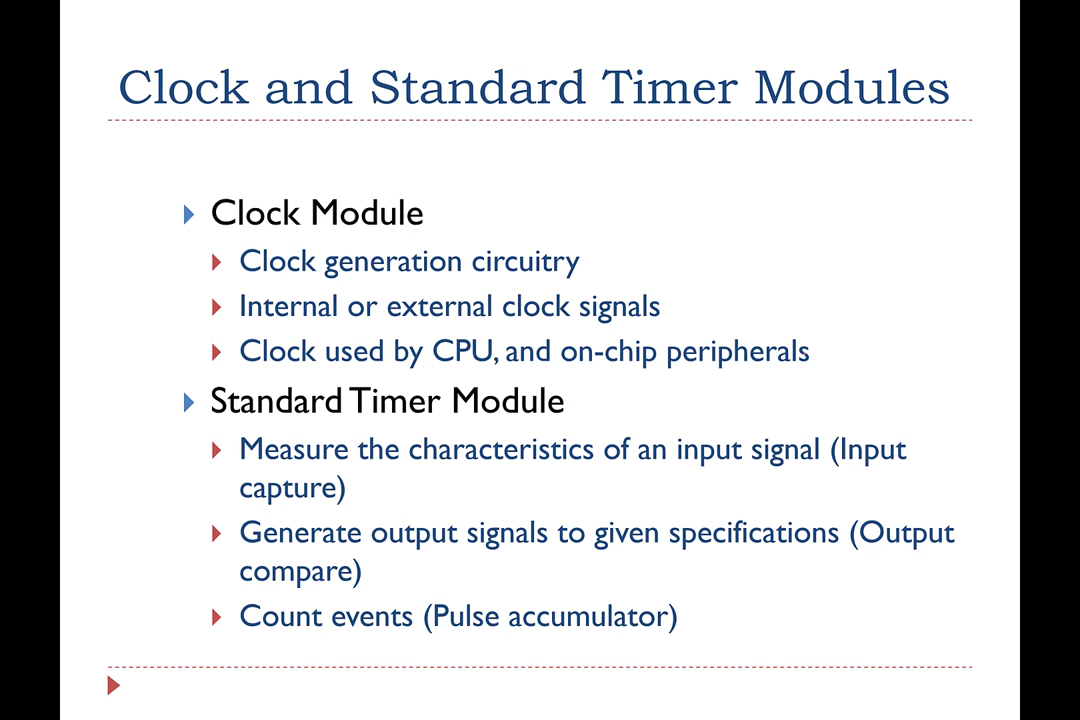 Clock and Standard Timer Modules
Clock Module
Clock generation circuitry
Internal or external clock signals
Clock used by CPU, and on-chip peripherals
Standard Timer Module
Measure the characteristics of an input signal (Input
capture)
Generate output signals to given specifications (Output
compare)
Count events (Pulse accumulator)